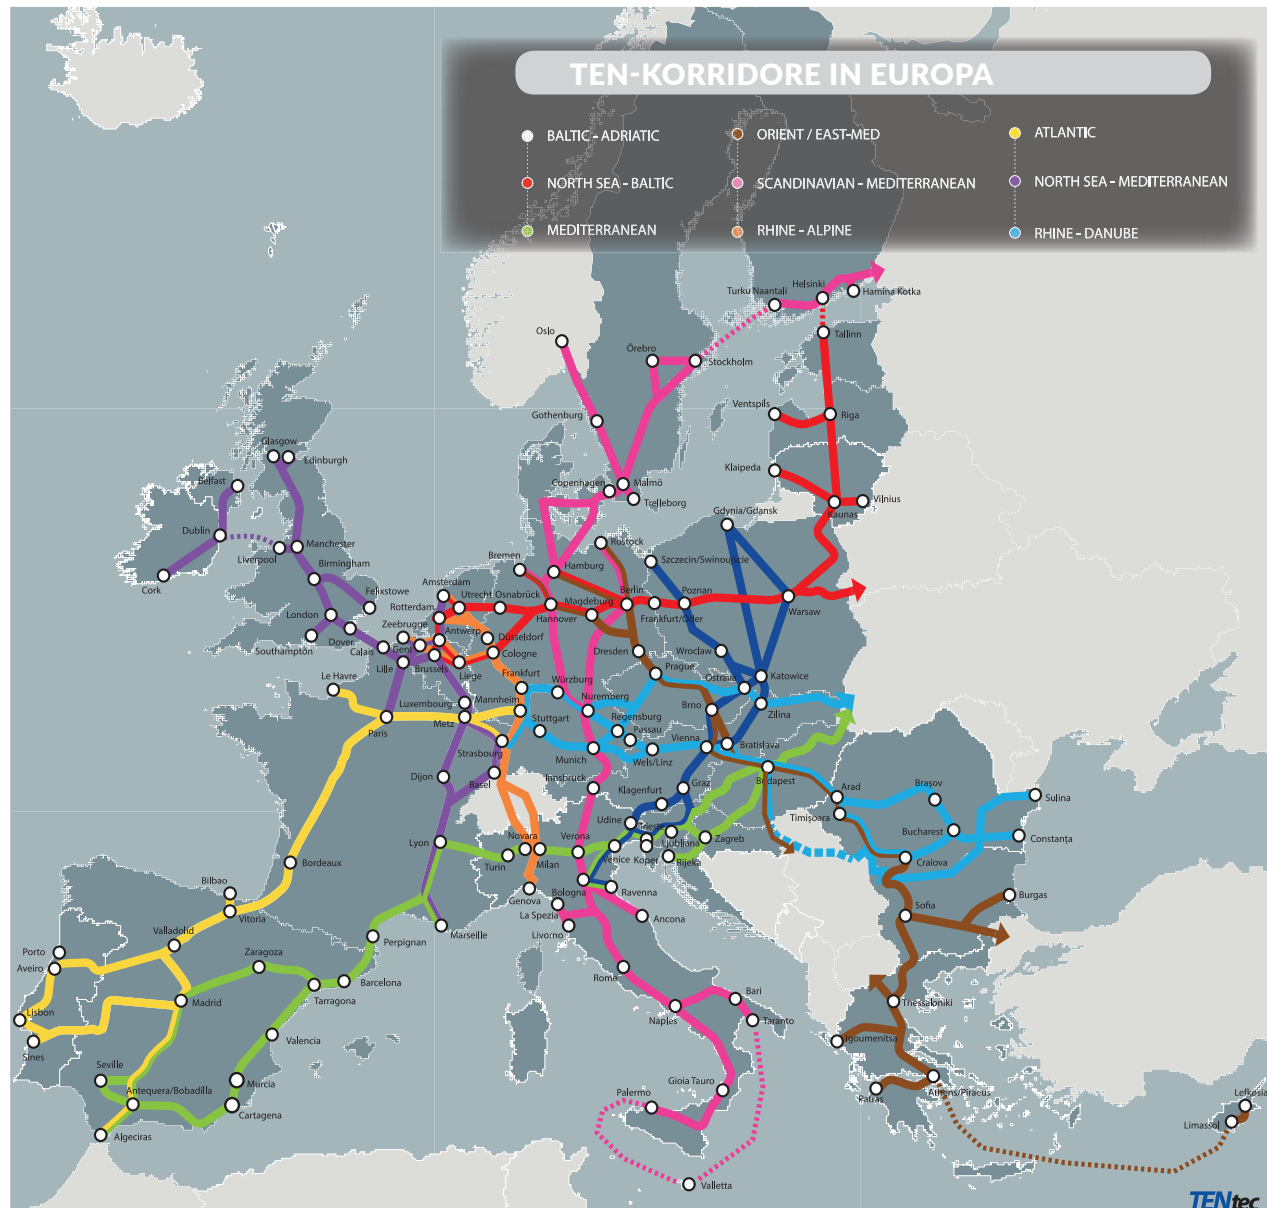 TEN-KORRIDORE IN EUROPA
BALTIC - ADRIATIC
ORIENT / EAST-MED
ATLANTIC
NORTH SEA - BALTIC
SCANDINAVIAN - MEDITERRANEAN
NORTH SEA - MEDITERRANEAN
MEDITERRANEAN
RHINE - ALPINE
RHINE - DANUBE
Helsinki
Turku Naantali
Hamina Kotka
Oslo
Tallinn
Örebro
Stockholm
Ventspils
Gothenburg
Riga
Glasgow
Edinburgh
Klaipeda
Belfast
Copenhagen
Malmö
Trelleborg
Vilnius
Gdynia/Gdansk
Kaunas
Dublin
Rostock
Manchester
Liverpool
Bremen
Szczecin/Swinoujscie
Hamburg
Birmingham
Cork
Amsterdam
Felixstowe
Utrecht
Osnabrück
Berlin
Poznan
Magdeburg
Rotterdam
Warsaw
London
Hannover
Frankfurt/Oder
Zeebrugge
Antwerp
Düsseldorf
Southampton
Dover
Calais
Gent
Cologne
Dresden
Wroclaw
Lille
Brussels
Liege
Prague
Le Havre
Frankfurt
Würzburg
Ostrava
Katowice
Luxembourg
Mannheim
Nuremberg
Brno
Zilina
Metz
Stuttgart
Regensburg
Paris
Passau
Vienna
Bratislava
Strasbourg
Munich
Wels/Linz
Dijon
Basel
Innsbruck
Graz
Budapest
Klagenfurt
Arad
Braşov
Sulina
Udine
Timişoara
Trieste
Bucharest
Constanța
Lyon
Novara
Verona
Ljubljana
Zagreb
Turin
Milan
Venice
Koper
Rijeka
Craiova
Bordeaux
Bilbao
Genova
Bologna
Ravenna
Burgas
Vitoria
La Spezia
Ancona
Sofia
Valladolid
Marseille
Livorno
Perpignan
Porto
Zaragoza
Aveiro
Rome
Barcelona
Tarragona
Bari
Madrid
Naples
Thessaloniki
Lisbon
Taranto
Valencia
Igoumenitsa
Sines
Seville
Murcia
Gioia Tauro
Antequera/Bobadilla
Palermo
Patras
Athens/Piraeus
Lefkosia
Cartagena
Limassol
Algeciras
Valletta
TENtec